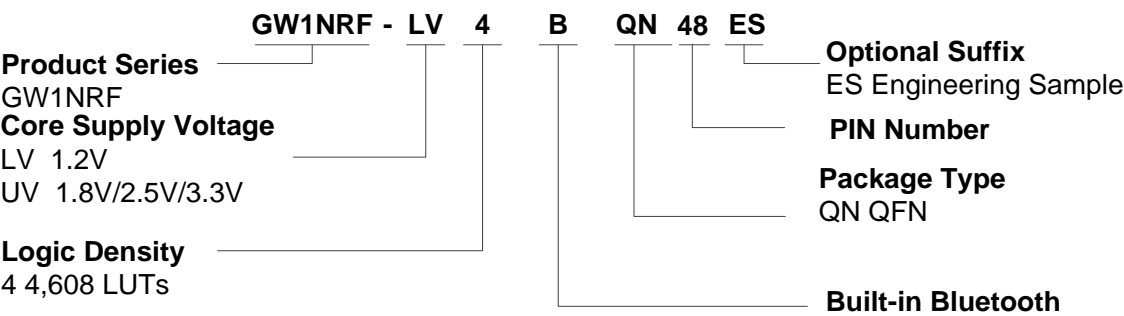 GW1NRF - LV 4 B QN 48 ES
Product Series
GW1NRF
Core Supply Voltage
LV 1.2V
UV 1.8V/2.5V/3.3V
Logic Density
4 4,608 LUTs
Optional Suffix
ES Engineering Sample
PIN Number
Package Type
QN QFN
Built-in Bluetooth